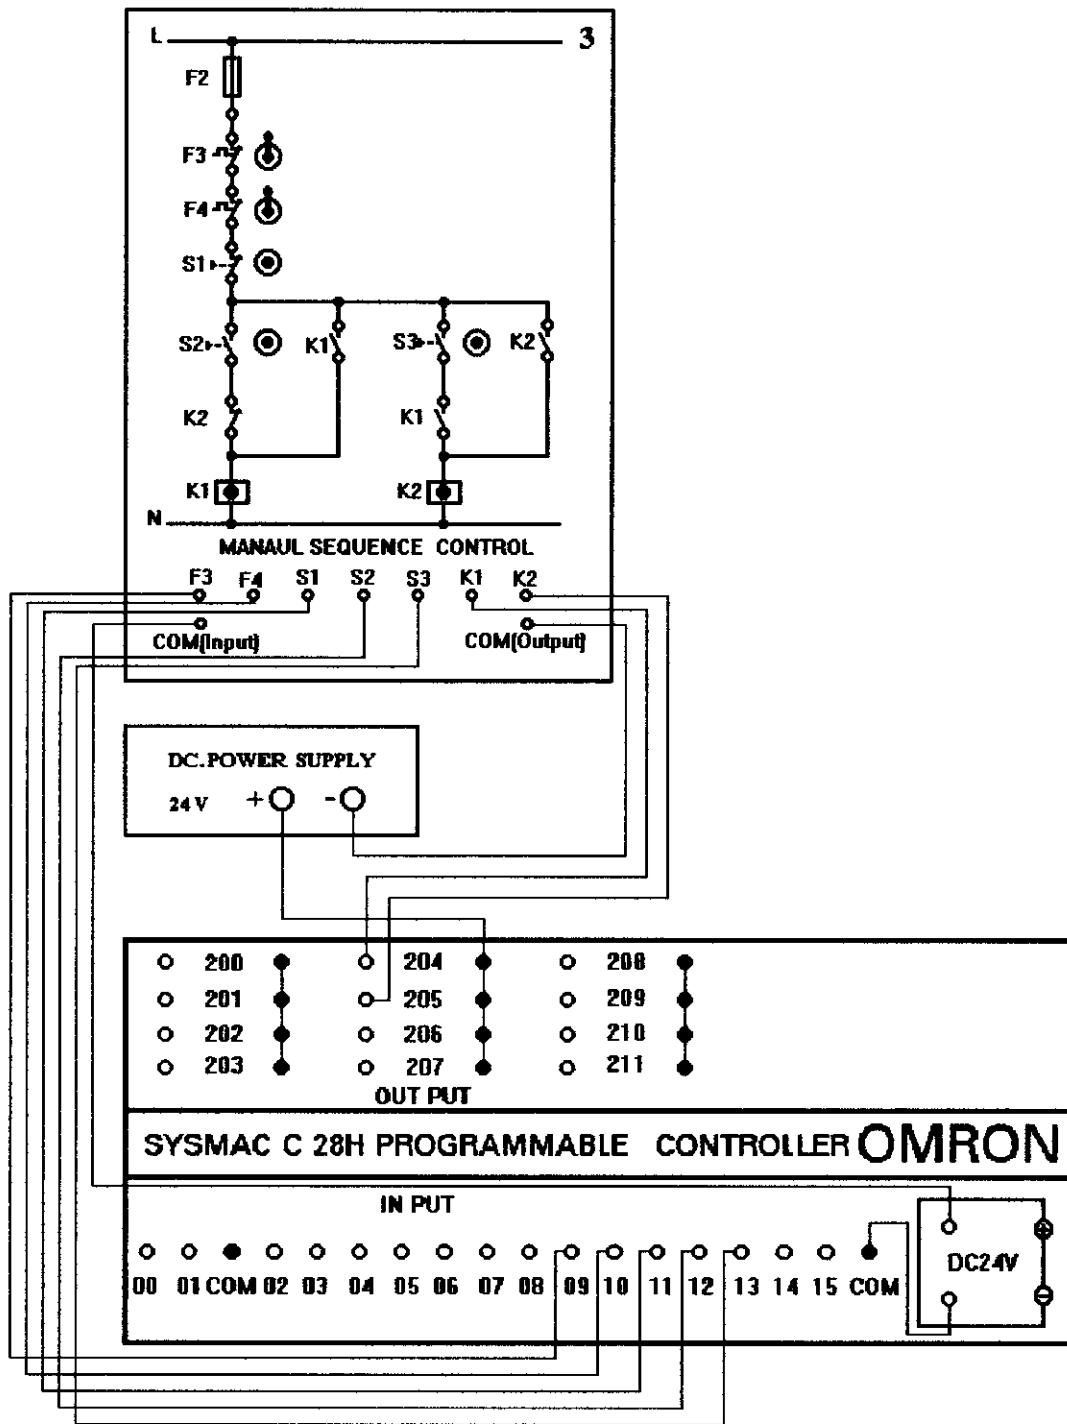 L 3
F2
F3
F4
S1
S2 K1 S3 K2
K2 K1
K1 K2
N
MANAUL SEQUENCE CONTROL
F3 F4 S1 S2 S3 K1 K2
COM(Input) COM(Output)
DC.POWER SUPPLY
24 V + -
200 204 208
201 205 209
202 206 210
203 207 211
OUT PUT
SYSMAC C 28H PROGRAMMABLE CONTROLLER OMRON
IN PUT
DC24V
00 01 COM 02 03 04 05 06 07 08 09 10 11 12 13 14 15 COM